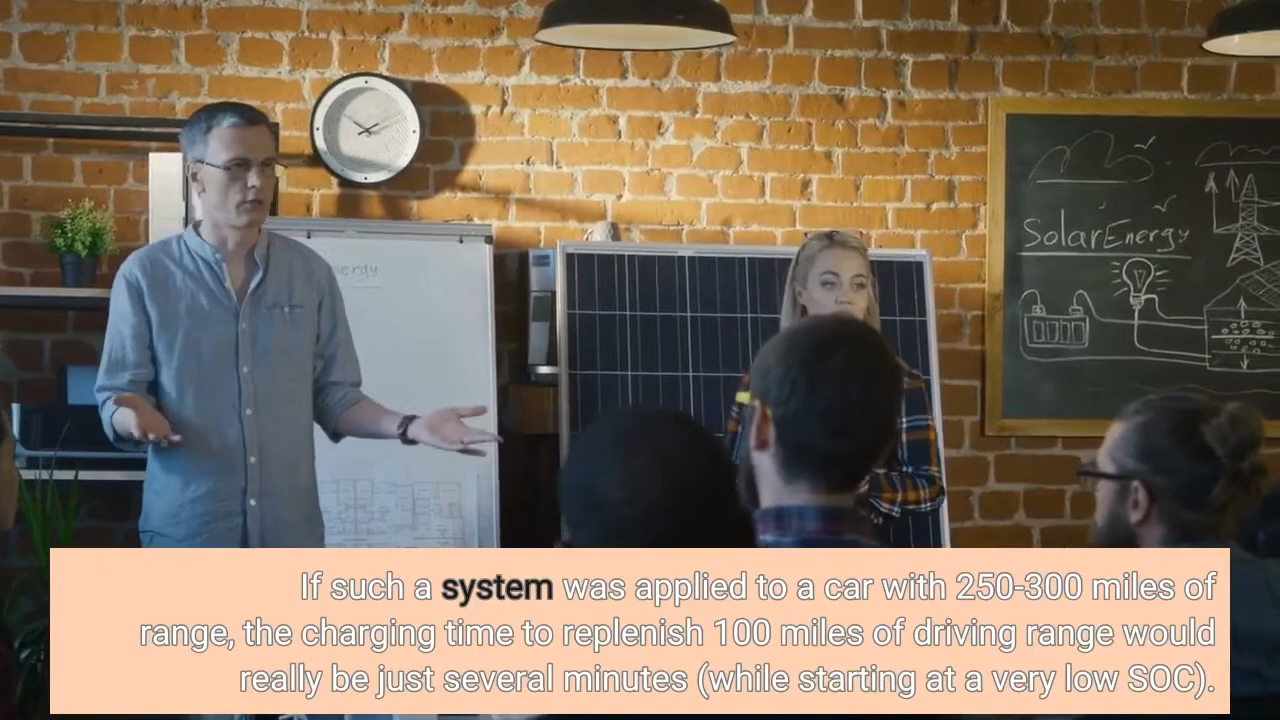 energy
SolarEnergy
If such a system was applied to a car with 250-300 miles of
range, the charging time to replenish 100 miles of driving range would
really be just several minutes (while starting at a very low SOC).